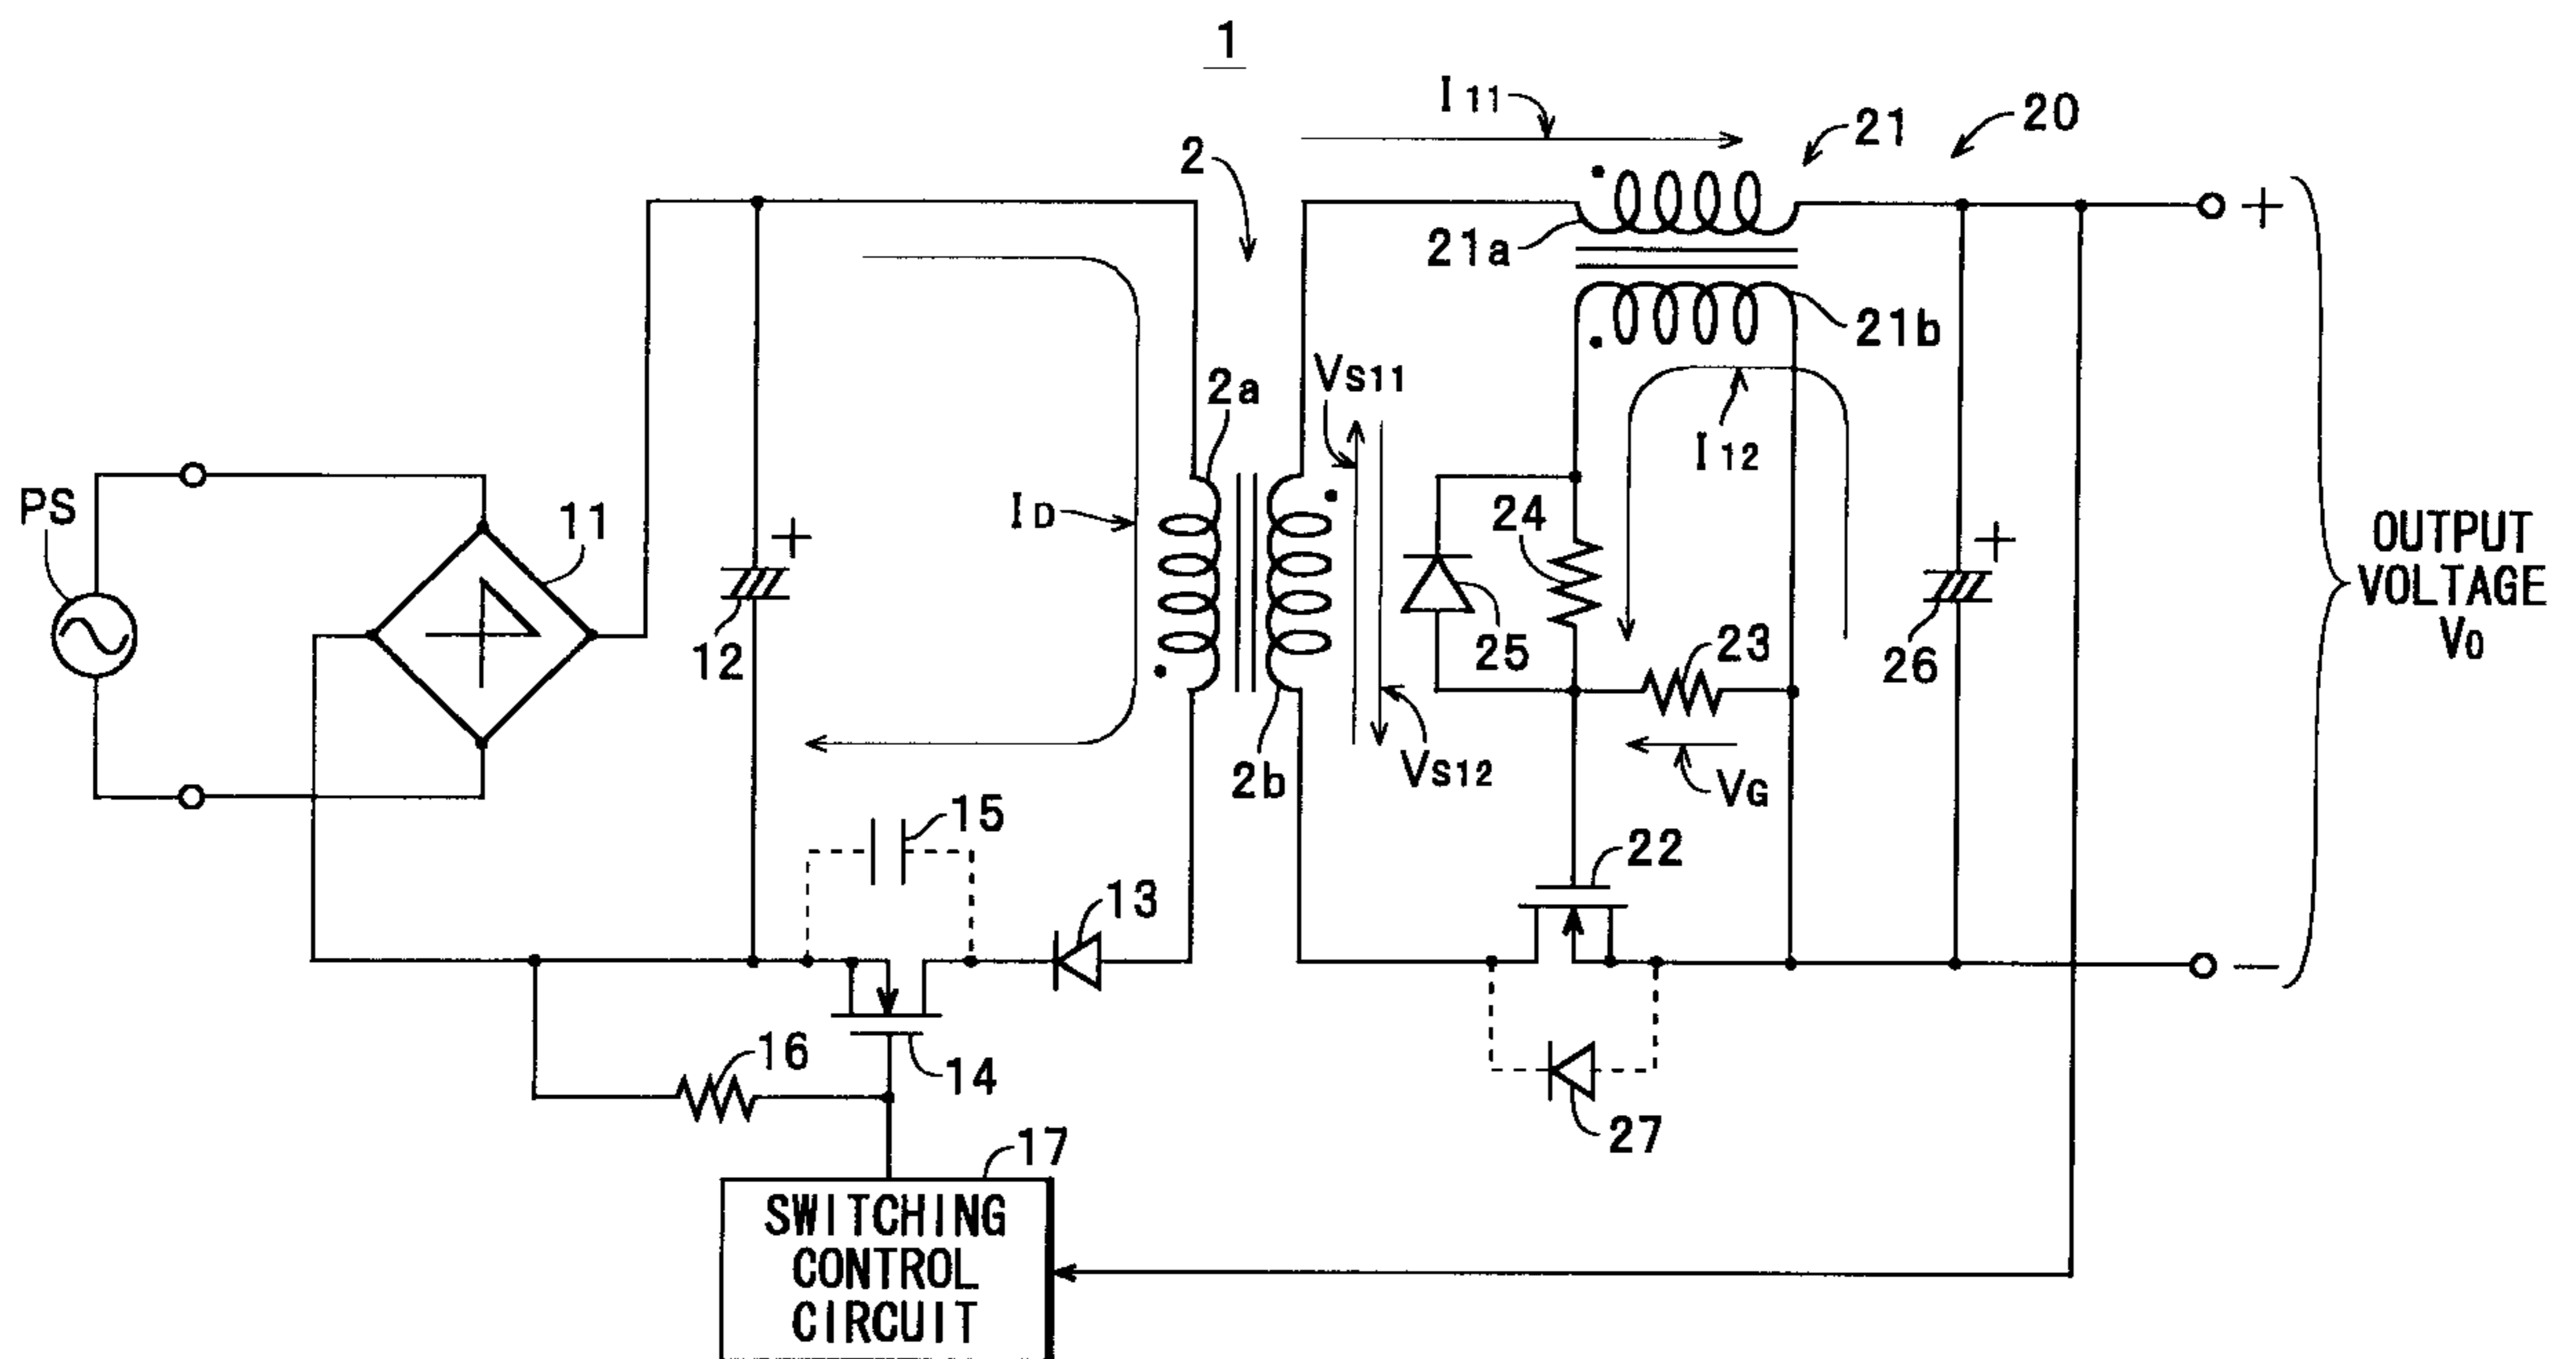 1
I11
21
20
2
+
21a
21b
2a
VS11
I12
PS
11
ID
+
24
+
OUTPUT
VOLTAGE
V0
12
25
23
26
2b
VS12
VG
15
22
13
−
16
14
27
17
SWITCHING
CONTROL
CIRCUIT